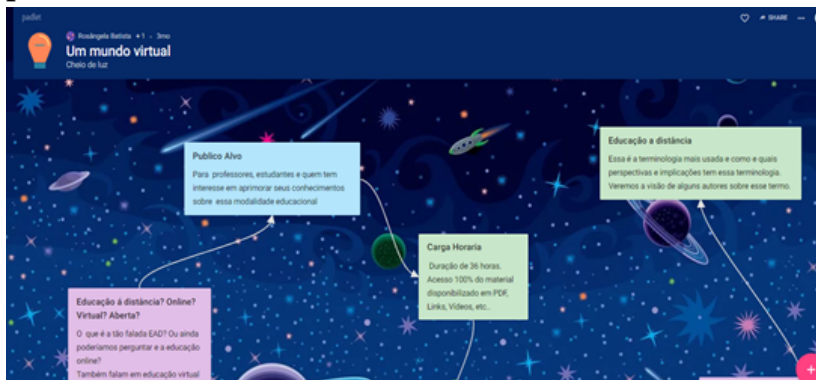 padlet
SHARE
Rosângela Batista +1 • 3mo
Um mundo virtual
Cheio de luz
Publico Alvo
Para professores, estudantes e quem tem
interesse em aprimorar seus conhecimentos
sobre essa modalidade educacional
Educação a distância
Essa é a terminologia mais usada e como e quais
perspectivas e implicações tem essa terminologia.
Veremos a visão de alguns autores sobre esse termo.
Carga Horaria
Duração de 36 horas.
Acesso 100% do material
disponibilizado em PDF,
Links, Vídeos, etc..
Educação á distância? Online?
Virtual? Aberta?
O que é a tão falada EAD? Ou ainda
poderíamos perguntar e a educação
online?
Também falam em educação virtual